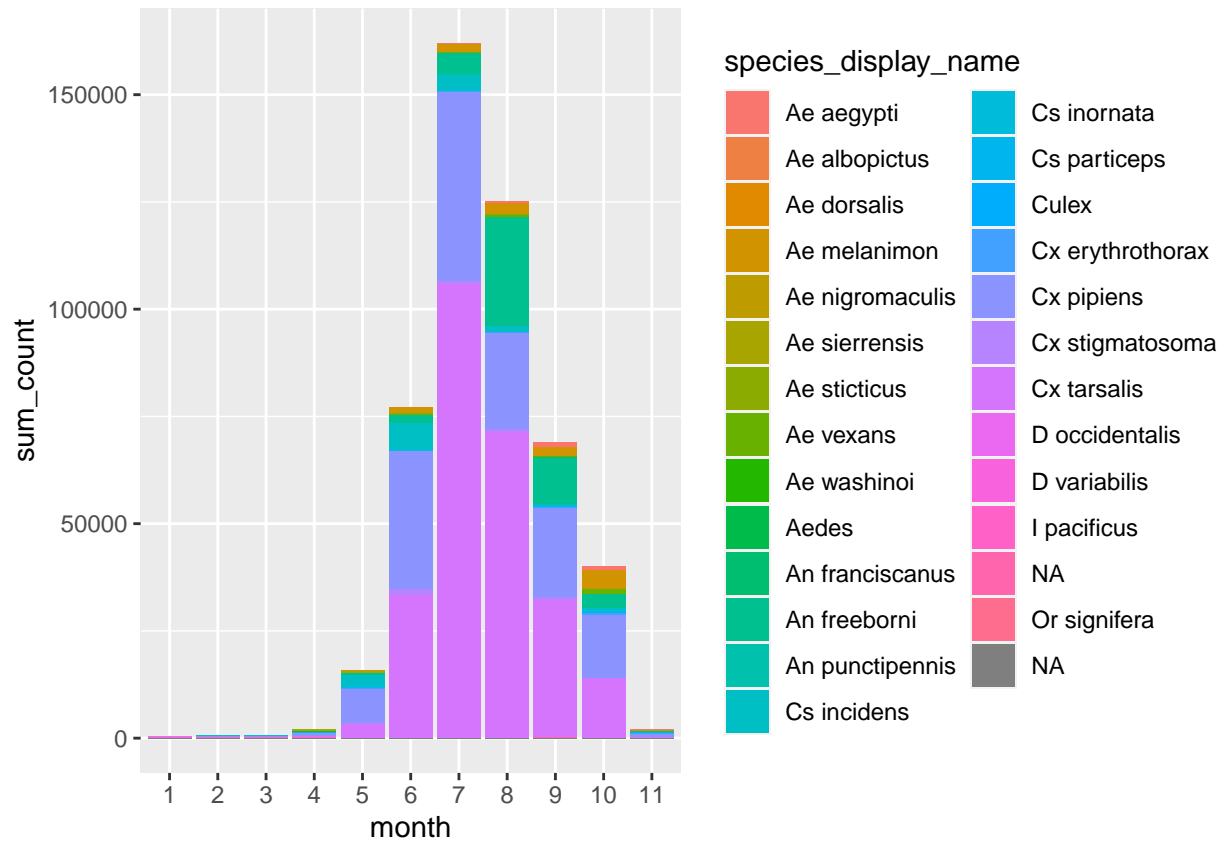 sum_count
150000
100000
50000
0
1 2 3 4 5 6 7 8 9 10 11
month
species_display_name
Ae aegypti
Ae albopictus
Ae dorsalis
Ae melanimon
Ae nigromaculis
Ae sierrensis
Ae sticticus
Ae vexans
Ae washinoi
Aedes
An franciscanus
An freeborni
An punctipennis
Cs incidens
Cs inornata
Cs particeps
Culex
Cx erythrothorax
Cx pipiens
Cx stigmatosoma
Cx tarsalis
D occidentalis
D variabilis
I pacificus
NA
Or signifera
NA